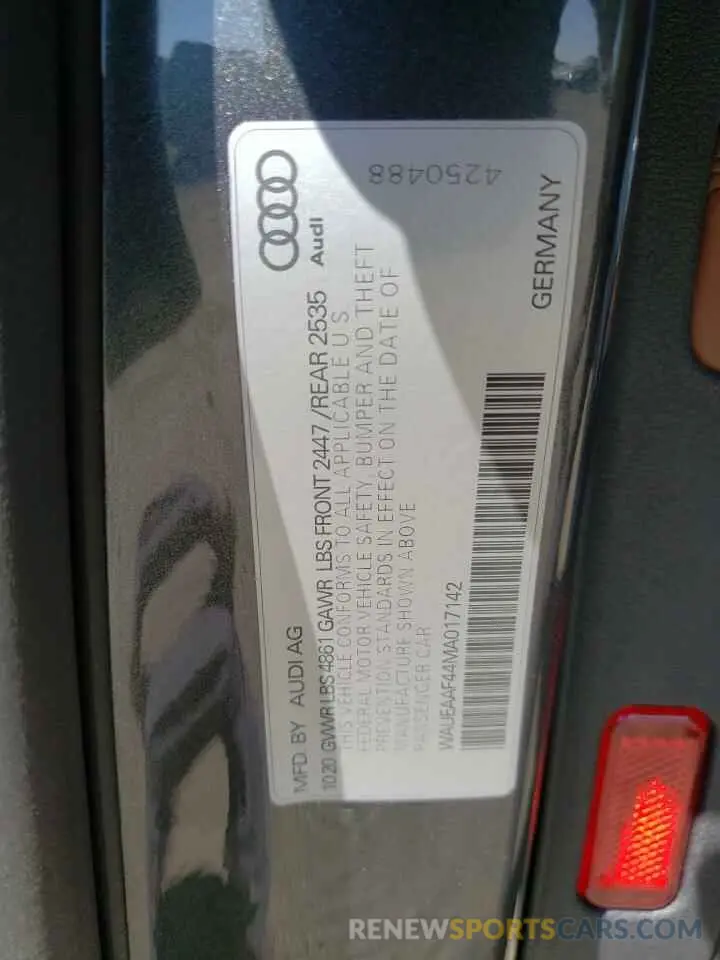 Audi
4250488
MFD BY AUDI AG
GERMANY
1020 GVWR LBS 4861 GAWR LBS FRONT 2447 / REAR 2535
THIS VEHICLE CONFORMS TO ALL APPLICABLE U S
FEDERAL MOTOR VEHICLE SAFETY, BUMPER AND THEFT
PREVENTION STANDARDS IN EFFECT ON THE DATE OF
MANUFACTURE SHOWN ABOVE
PASSENGER CAR
WAUEAAF44MA017142
RENEWSPORTSCARS.COM